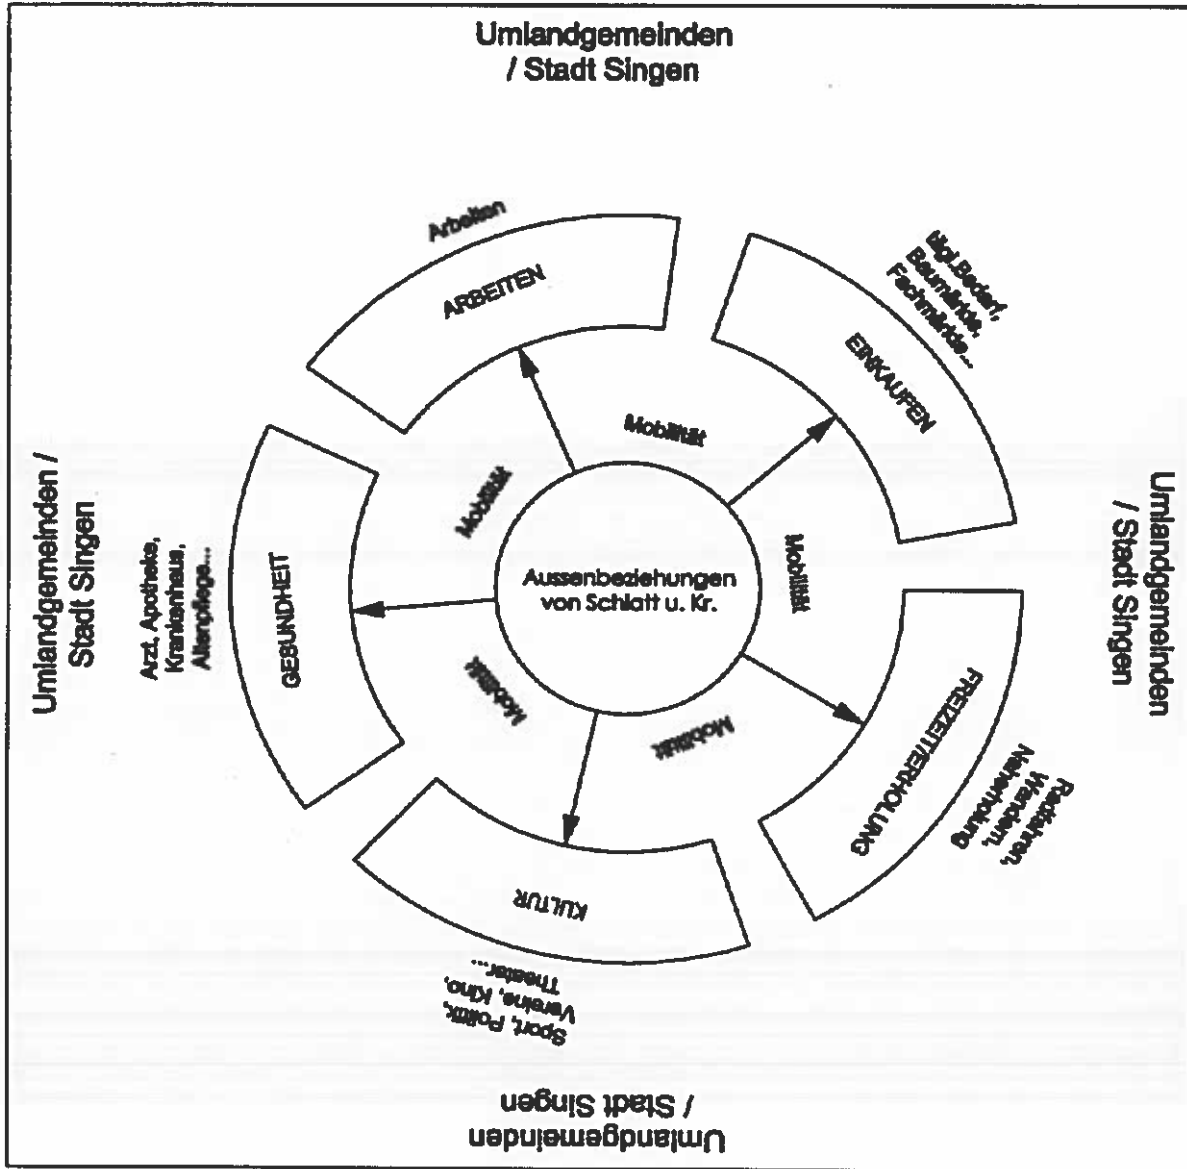 Umlandgemeinden
/ Stadt Singen
Arbeiten
ARBEITEN
tägl.Bedarf,
Baumärkte,
Fachmärkte...
EINKAUFEN
Mobilität
Mobilität
Umlandgemeinden /
Stadt Singen
Arzt, Apotheke,
Krankenhaus,
Altenpflege...
GESUNDHEIT
Aussenbeziehungen
von Schlatt u. Kr.
Mobilität
Umlandgemeinden
/ Stadt Singen
Mobilität
Mobilität
FREIZEIT/ERHOLUNG
Radfahren,
Wandern,
Naherholung
KULTUR
Sport, Politik,
Vereine, Kino,
Theater...
Umlandgemeinden
/ Stadt Singen